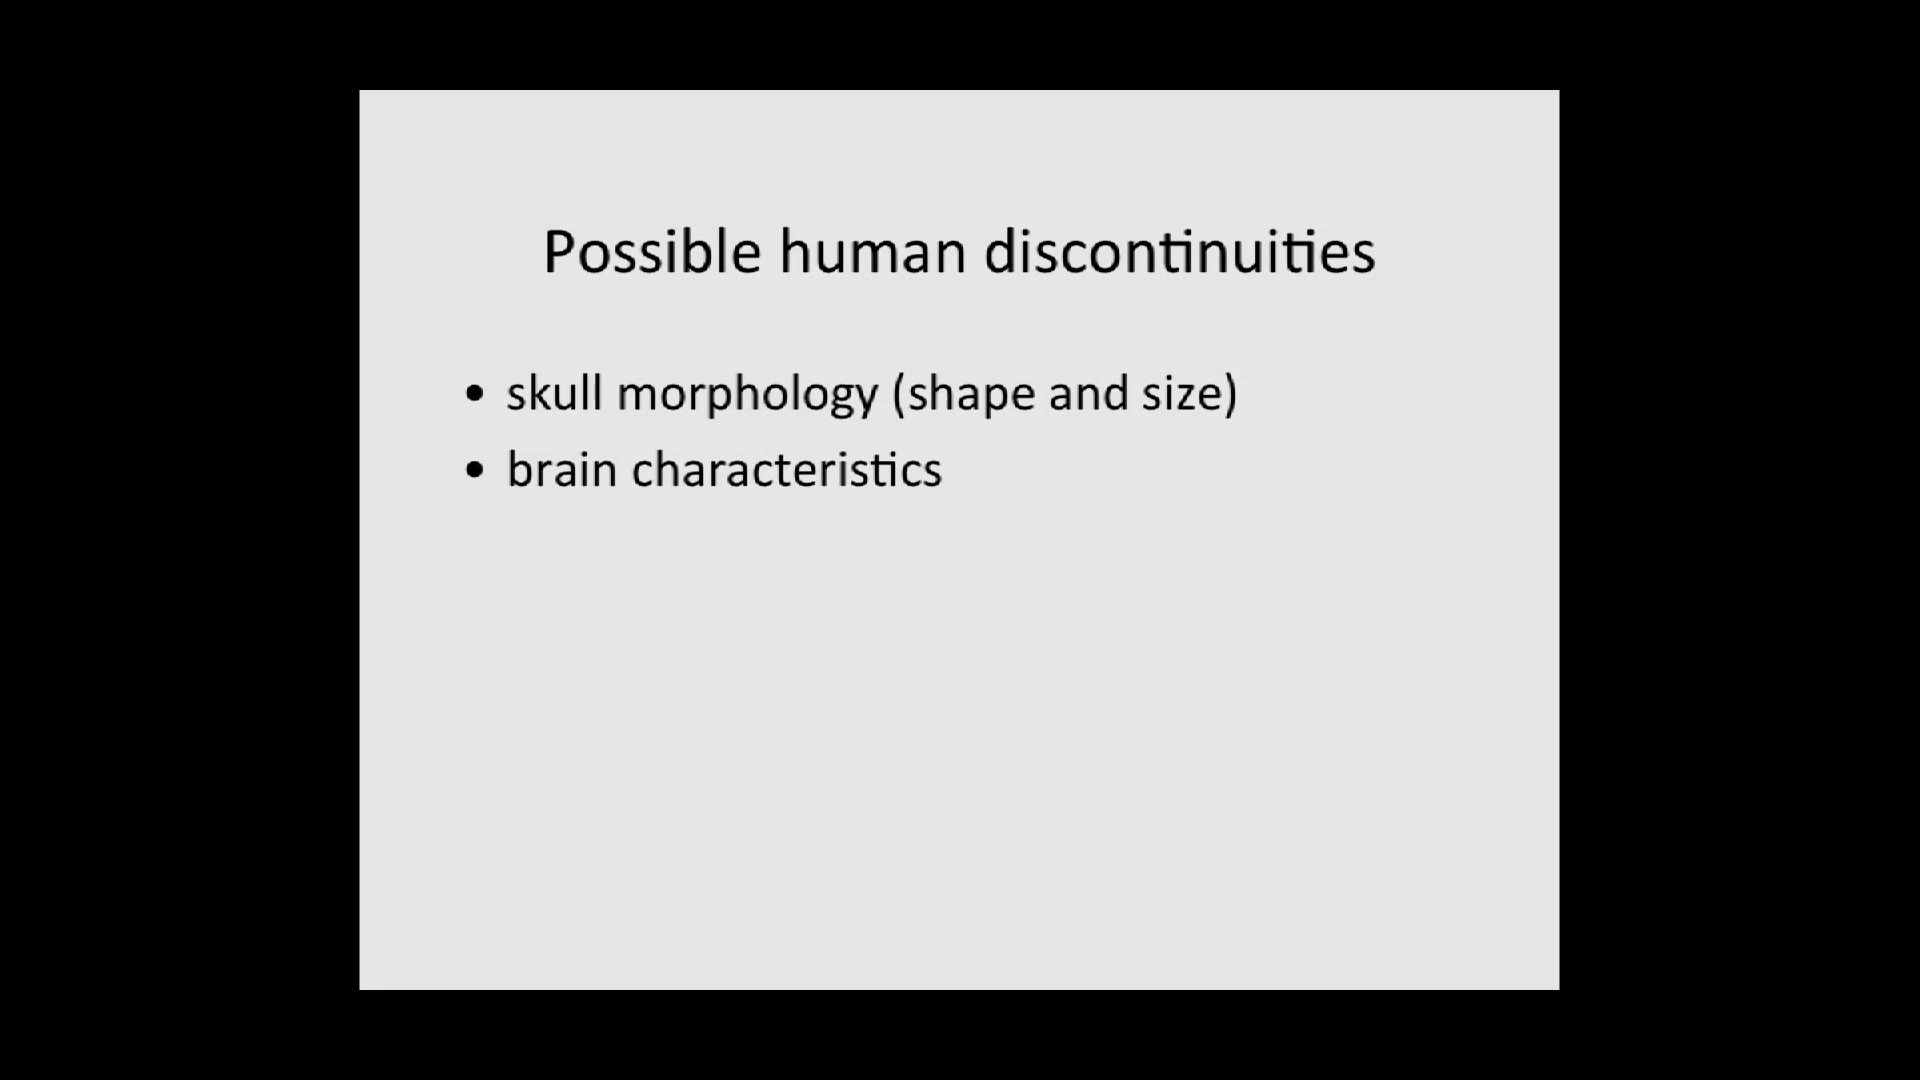 Possible human discontinuities
• skull morphology (shape and size)
• brain characteristics